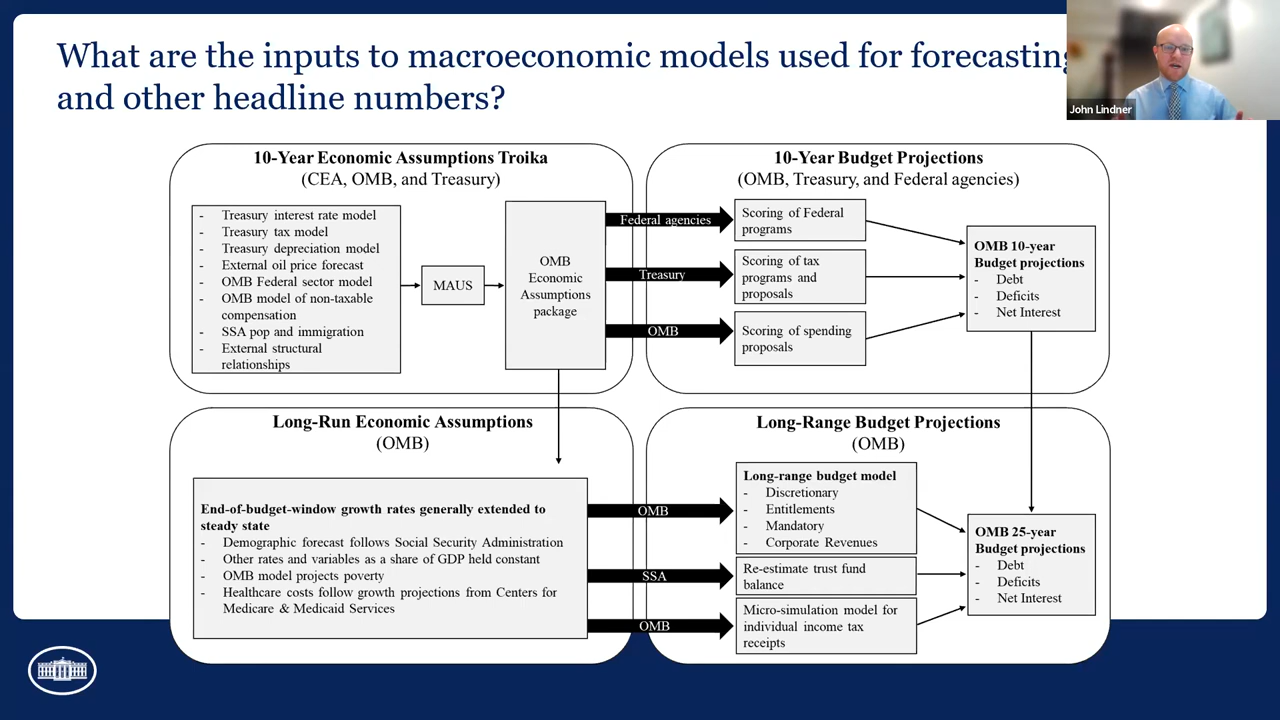 What are the inputs to macroeconomic models used for forecasting
and other headline numbers?
John Lindner
10-Year Economic Assumptions Troika
(CEA, OMB, and Treasury)
- Treasury interest rate model
- Treasury tax model
- Treasury depreciation model
- External oil price forecast
- OMB Federal sector model
- OMB model of non-taxable
compensation
- SSA pop and immigration
- External structural
relationships
MAUS
OMB
Economic
Assumptions
package
Federal agencies
Treasury
OMB
10-Year Budget Projections
(OMB, Treasury, and Federal agencies)
Scoring of Federal
programs
Scoring of tax
programs and
proposals
Scoring of spending
proposals
OMB 10-year
Budget projections
- Debt
- Deficits
- Net Interest
Long-Run Economic Assumptions
(OMB)
End-of-budget-window growth rates generally extended to
steady state
- Demographic forecast follows Social Security Administration
- Other rates and variables as a share of GDP held constant
- OMB model projects poverty
- Healthcare costs follow growth projections from Centers for
Medicare & Medicaid Services
OMB
SSA
OMB
Long-Range Budget Projections
(OMB)
Long-range budget model
- Discretionary
- Entitlements
- Mandatory
- Corporate Revenues
Re-estimate trust fund
balance
Micro-simulation model for
individual income tax
receipts
OMB 25-year
Budget projections
- Debt
- Deficits
- Net Interest